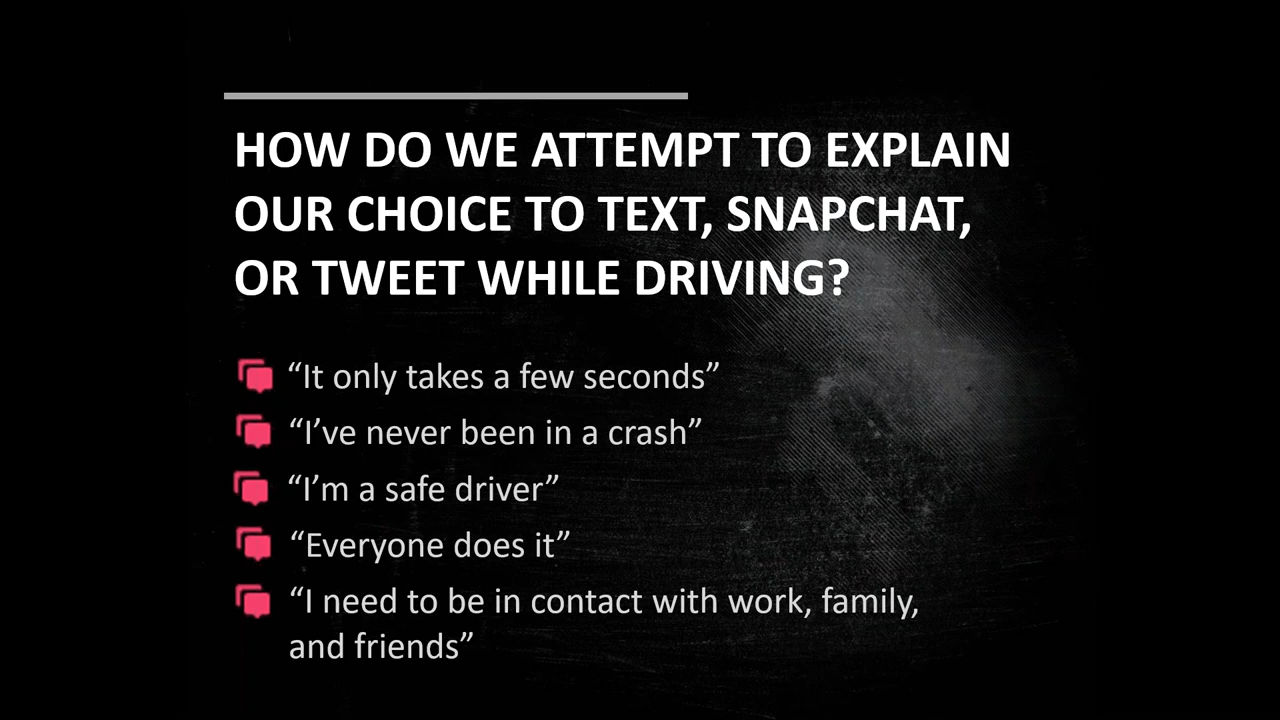 HOW DO WE ATTEMPT TO EXPLAIN
OUR CHOICE TO TEXT, SNAPCHAT,
OR TWEET WHILE DRIVING?
“It only takes a few seconds”
“I’ve never been in a crash”
“I’m a safe driver”
“Everyone does it”
“I need to be in contact with work, family,
and friends”